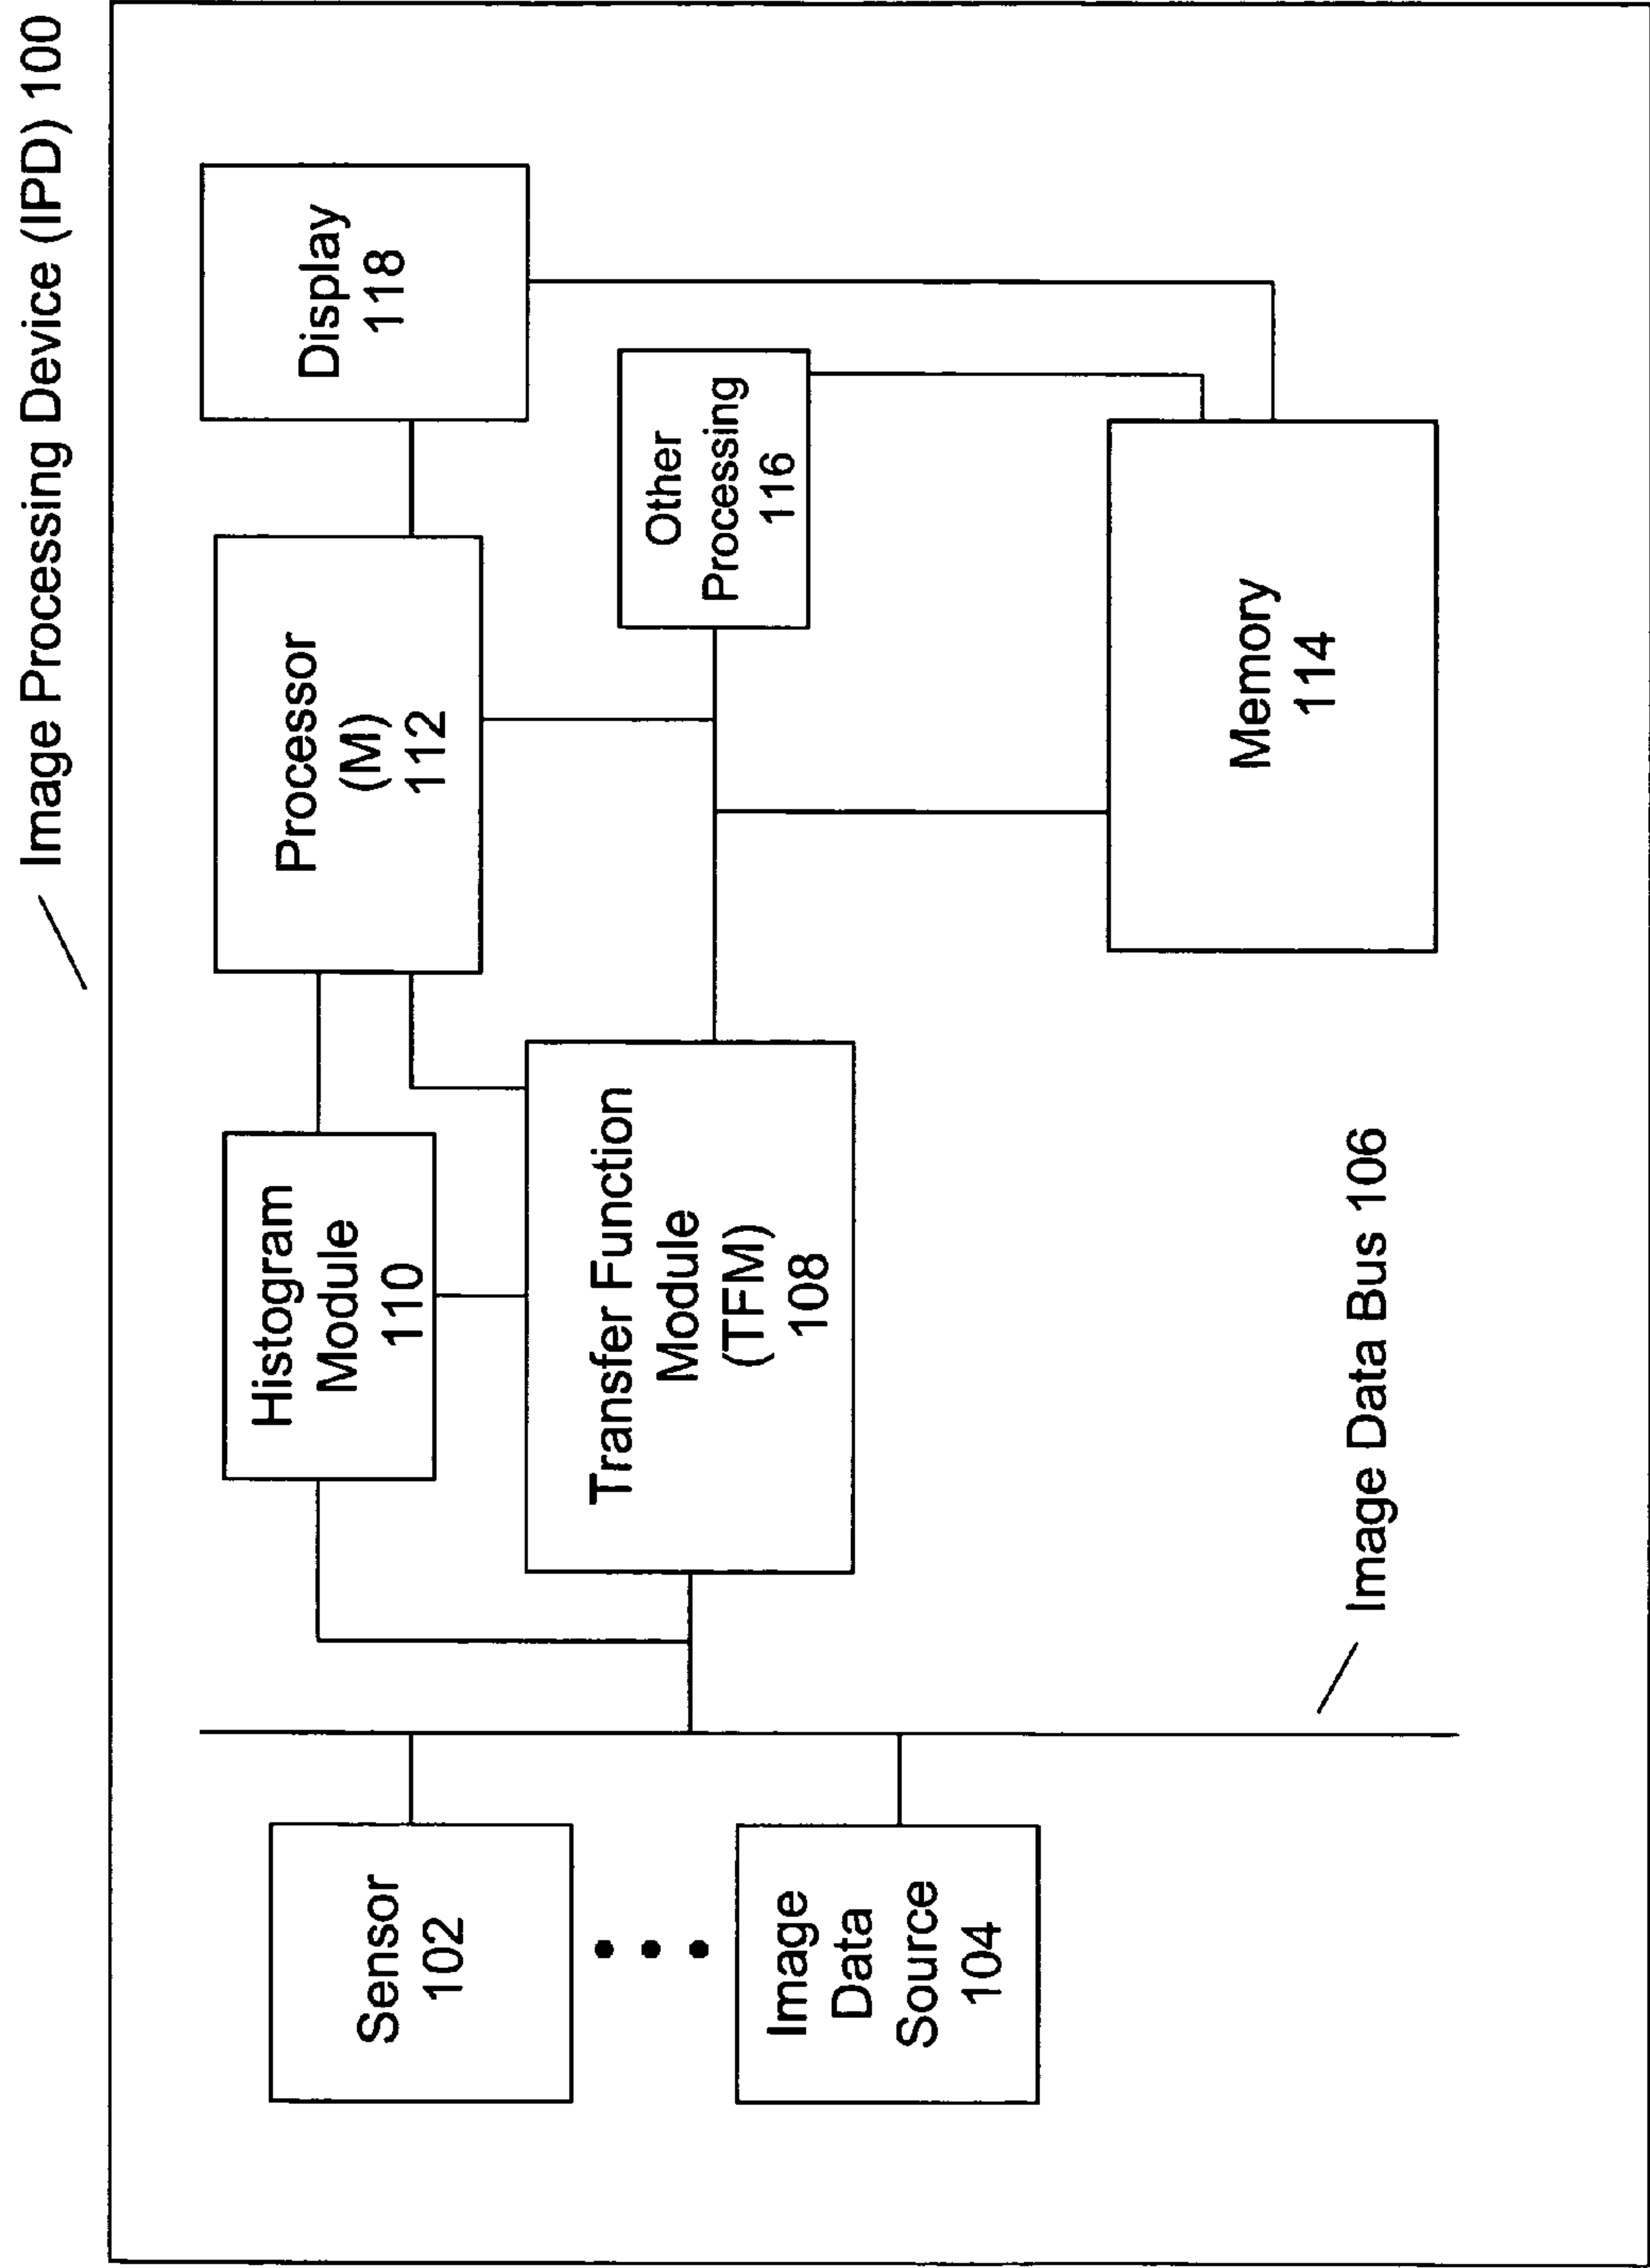 Image Processing Device (IPD) 100
Sensor
102
Image
Data
Source
104
Histogram
Module
110
Transfer Function
Module
(TFM)
108
Processor
(M)
112
Display
118
Other
Processing
116
Memory
114
Image Data Bus 106